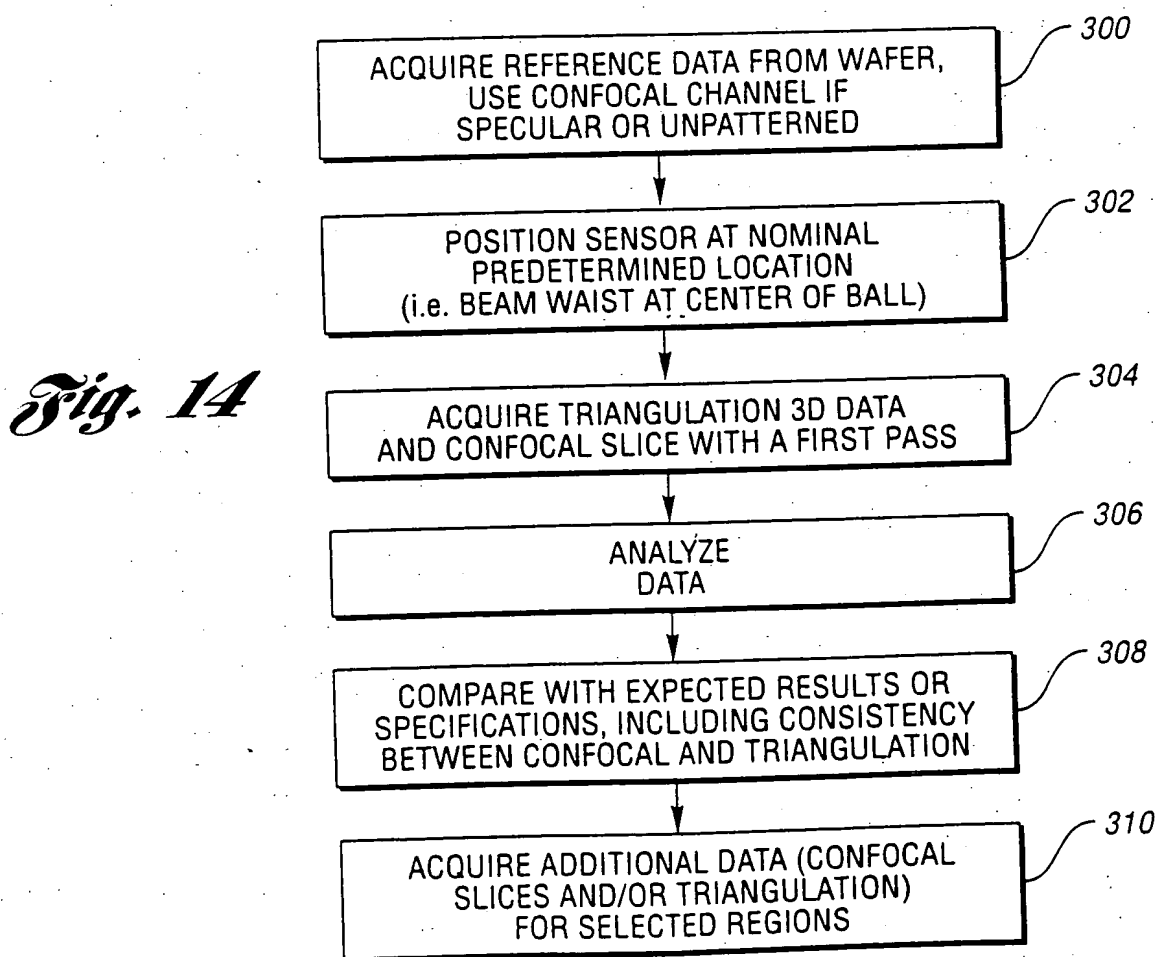 300
ACQUIRE REFERENCE DATA FROM WAFER,
USE CONFOCAL CHANNEL IF
SPECULAR OR UNPATTERNED
302
POSITION SENSOR AT NOMINAL
PREDETERMINED LOCATION
(i.e. BEAM WAIST AT CENTER OF BALL)
304
Fig. 14
ACQUIRE TRIANGULATION 3D DATA
AND CONFOCAL SLICE WITH A FIRST PASS
306
ANALYZE
DATA
308
COMPARE WITH EXPECTED RESULTS OR
SPECIFICATIONS, INCLUDING CONSISTENCY
BETWEEN CONFOCAL AND TRIANGULATION
310
ACQUIRE ADDITIONAL DATA (CONFOCAL
SLICES AND/OR TRIANGULATION)
FOR SELECTED REGIONS